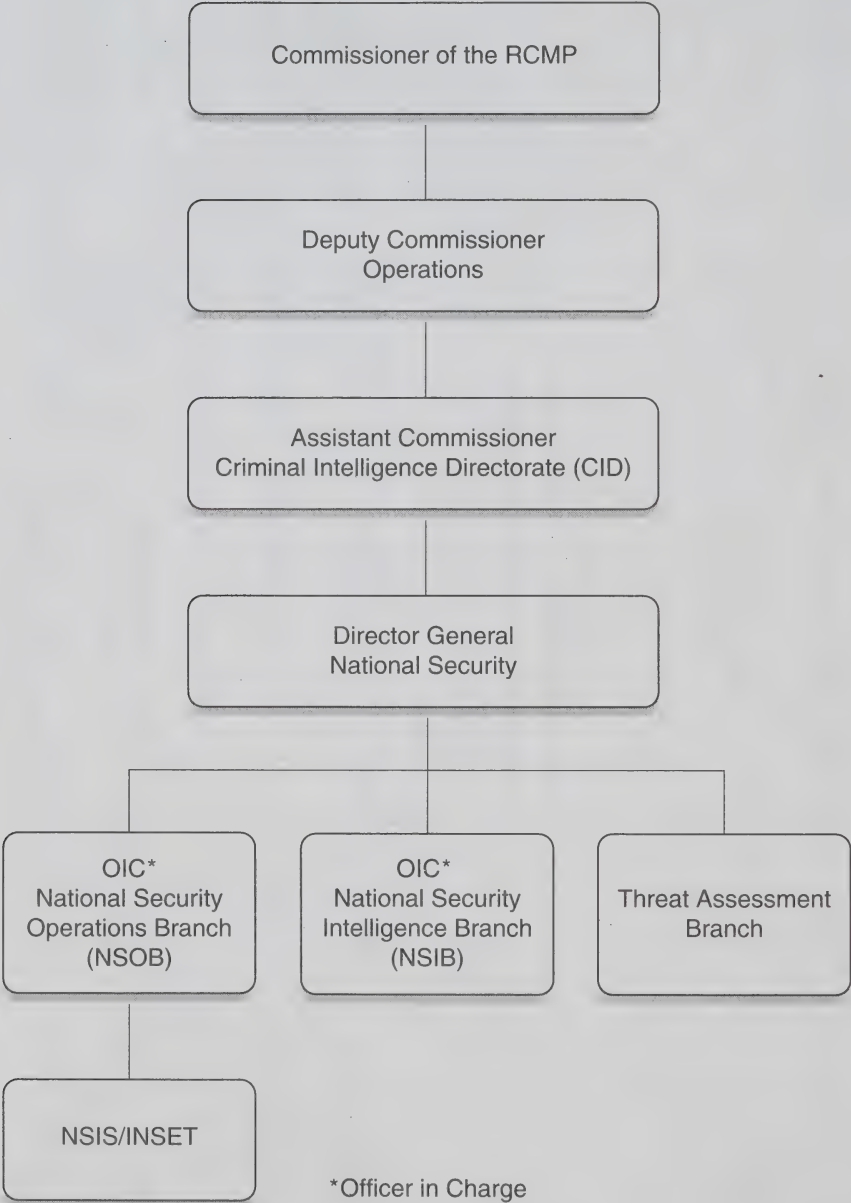 Commissioner of the RCMP
Deputy Commissioner
Operations
Assistant Commissioner
Criminal Intelligence Directorate (CID)
Director General
National Security
OIC*
National Security
Operations Branch
(NSOB)
OIC*
National Security
Intelligence Branch
(NSIB)
Threat Assessment
Branch
NSIS/INSET
*Officer in Charge